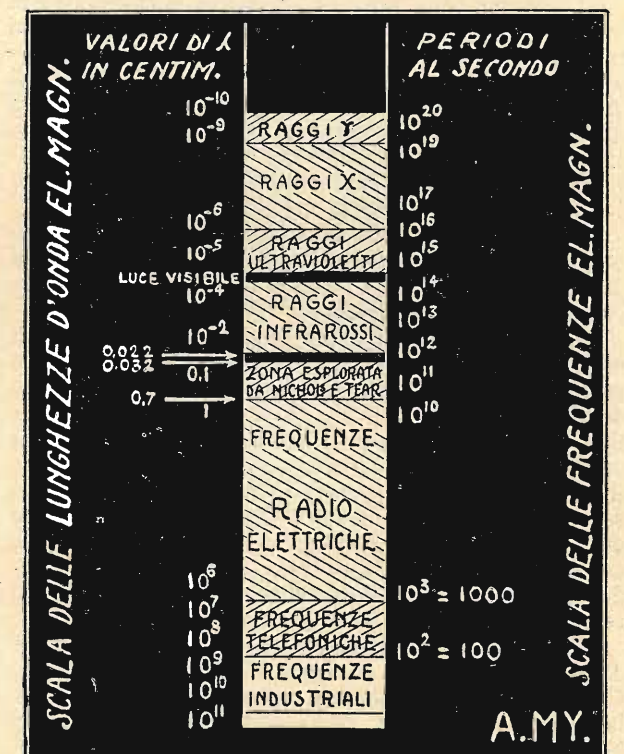 VALORI DI λ
IN CENTIM.
PERIODI
AL SECONDO
SCALA DELLE LUNGHEZZE D'ONDA EL. MAGN.
10⁻¹⁰
10⁻⁹
10⁻⁶
10⁻⁵
LUCE VISIBILE
10⁻⁴
10⁻²
0.022
0.032
0.1
0.7
1
10⁶
10⁷
10⁸
10⁹
10¹⁰
10¹¹
RAGGI γ
RAGGI X
RAGGI
ULTRAVIOLETTI
RAGGI
INFRAROSSI
ZONA ESPLORATA
DA NICHOLS E TEAR
FREQUENZE
RADIO
ELETTRICHE
FREQUENZE
TELEFONICHE
FREQUENZE
INDUSTRIALI
10²⁰
10¹⁹
10¹⁷
10¹⁶
10¹⁵
10¹⁴
10¹³
10¹²
10¹¹
10¹⁰
10³ = 1000
10² = 100
SCALA DELLE FREQUENZE EL. MAGN.
A.MY.